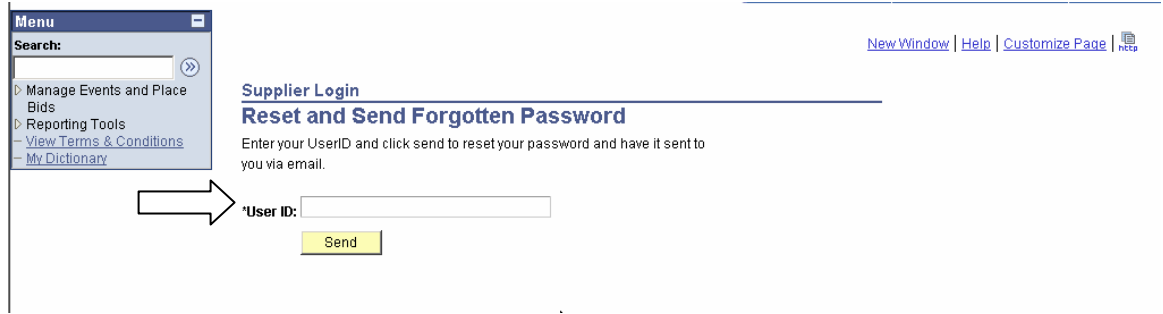 Menu
Search:
New Window | Help | Customize Page | http
Manage Events and Place
Bids
Reporting Tools
View Terms & Conditions
My Dictionary
Supplier Login
Reset and Send Forgotten Password
Enter your UserID and click send to reset your password and have it sent to
you via email.
*User ID:
Send